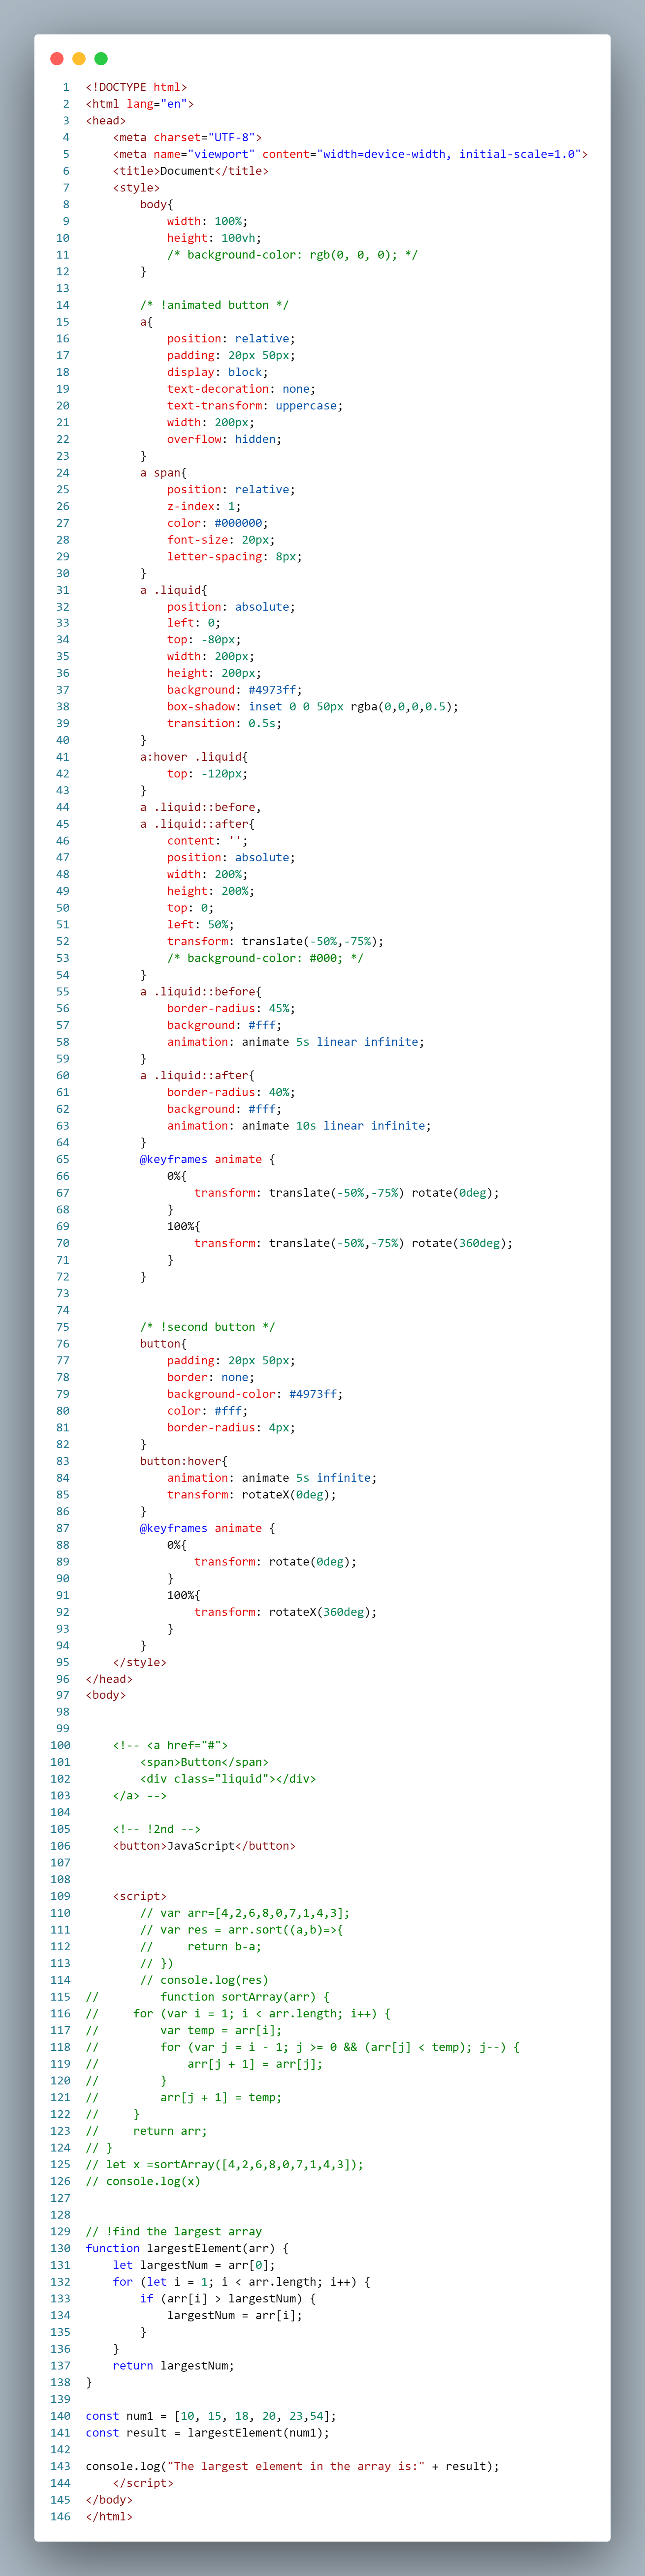 1 <!DOCTYPE html>
2 <html lang="en">
3 <head>
4     <meta charset="UTF-8">
5     <meta name="viewport" content="width=device-width, initial-scale=1.0">
6     <title>Document</title>
7     <style>
8         body{
9             width: 100%;
10             height: 100vh;
11             /* background-color: rgb(0, 0, 0); */
12         }
13
14         /* !animated button */
15         a{
16             position: relative;
17             padding: 20px 50px;
18             display: block;
19             text-decoration: none;
20             text-transform: uppercase;
21             width: 200px;
22             overflow: hidden;
23         }
24         a span{
25             position: relative;
26             z-index: 1;
27             color: #000000;
28             font-size: 20px;
29             letter-spacing: 8px;
30         }
31         a .liquid{
32             position: absolute;
33             left: 0;
34             top: -80px;
35             width: 200px;
36             height: 200px;
37             background: #4973ff;
38             box-shadow: inset 0 0 50px rgba(0,0,0,0.5);
39             transition: 0.5s;
40         }
41         a:hover .liquid{
42             top: -120px;
43         }
44         a .liquid::before,
45         a .liquid::after{
46             content: '';
47             position: absolute;
48             width: 200%;
49             height: 200%;
50             top: 0;
51             left: 50%;
52             transform: translate(-50%,-75%);
53             /* background-color: #000; */
54         }
55         a .liquid::before{
56             border-radius: 45%;
57             background: #fff;
58             animation: animate 5s linear infinite;
59         }
60         a .liquid::after{
61             border-radius: 40%;
62             background: #fff;
63             animation: animate 10s linear infinite;
64         }
65         @keyframes animate {
66             0%{
67                 transform: translate(-50%,-75%) rotate(0deg);
68             }
69             100%{
70                 transform: translate(-50%,-75%) rotate(360deg);
71             }
72         }
73
74
75         /* !second button */
76         button{
77             padding: 20px 50px;
78             border: none;
79             background-color: #4973ff;
80             color: #fff;
81             border-radius: 4px;
82         }
83         button:hover{
84             animation: animate 5s infinite;
85             transform: rotateX(0deg);
86         }
87         @keyframes animate {
88             0%{
89                 transform: rotate(0deg);
90             }
91             100%{
92                 transform: rotateX(360deg);
93             }
94         }
95     </style>
96 </head>
97 <body>
98
99
100     <!-- <a href="#">
101         <span>Button</span>
102         <div class="liquid"></div>
103     </a> -->
104
105     <!-- !2nd -->
106     <button>JavaScript</button>
107
108
109     <script>
110         // var arr=[4,2,6,8,0,7,1,4,3];
111         // var res = arr.sort((a,b)=>{
112         //     return b-a;
113         // })
114         // console.log(res)
115 //         function sortArray(arr) {
116 //     for (var i = 1; i < arr.length; i++) {
117 //         var temp = arr[i];
118 //         for (var j = i - 1; j >= 0 && (arr[j] < temp); j--) {
119 //             arr[j + 1] = arr[j];
120 //         }
121 //         arr[j + 1] = temp;
122 //     }
123 //     return arr;
124 // }
125 // let x =sortArray([4,2,6,8,0,7,1,4,3]);
126 // console.log(x)
127
128
129 // !find the largest array
130 function largestElement(arr) {
131     let largestNum = arr[0];
132     for (let i = 1; i < arr.length; i++) {
133         if (arr[i] > largestNum) {
134             largestNum = arr[i];
135         }
136     }
137     return largestNum;
138 }
139
140 const num1 = [10, 15, 18, 20, 23,54];
141 const result = largestElement(num1);
142
143 console.log("The largest element in the array is:" + result);
144     </script>
145 </body>
146 </html>